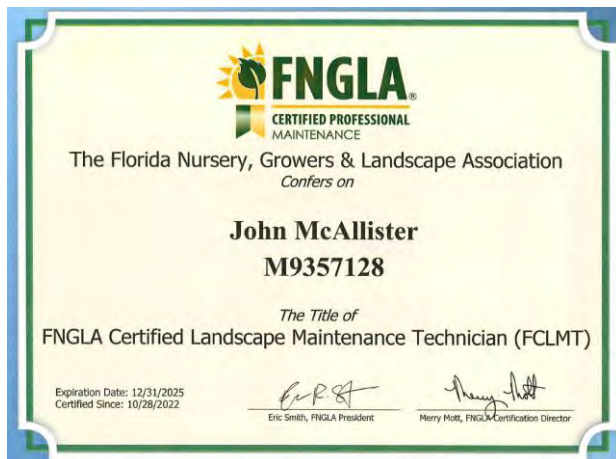 FNGLA®
CERTIFIED PROFESSIONAL
MAINTENANCE
The Florida Nursery, Growers & Landscape Association
Confers on
John McAllister
M9357128
The Title of
FNGLA Certified Landscape Maintenance Technician (FCLMT)
Expiration Date: 12/31/2025
Certified Since: 10/28/2022
Eric Smith, FNGLA President
Merry Mott, FNGLA Certification Director